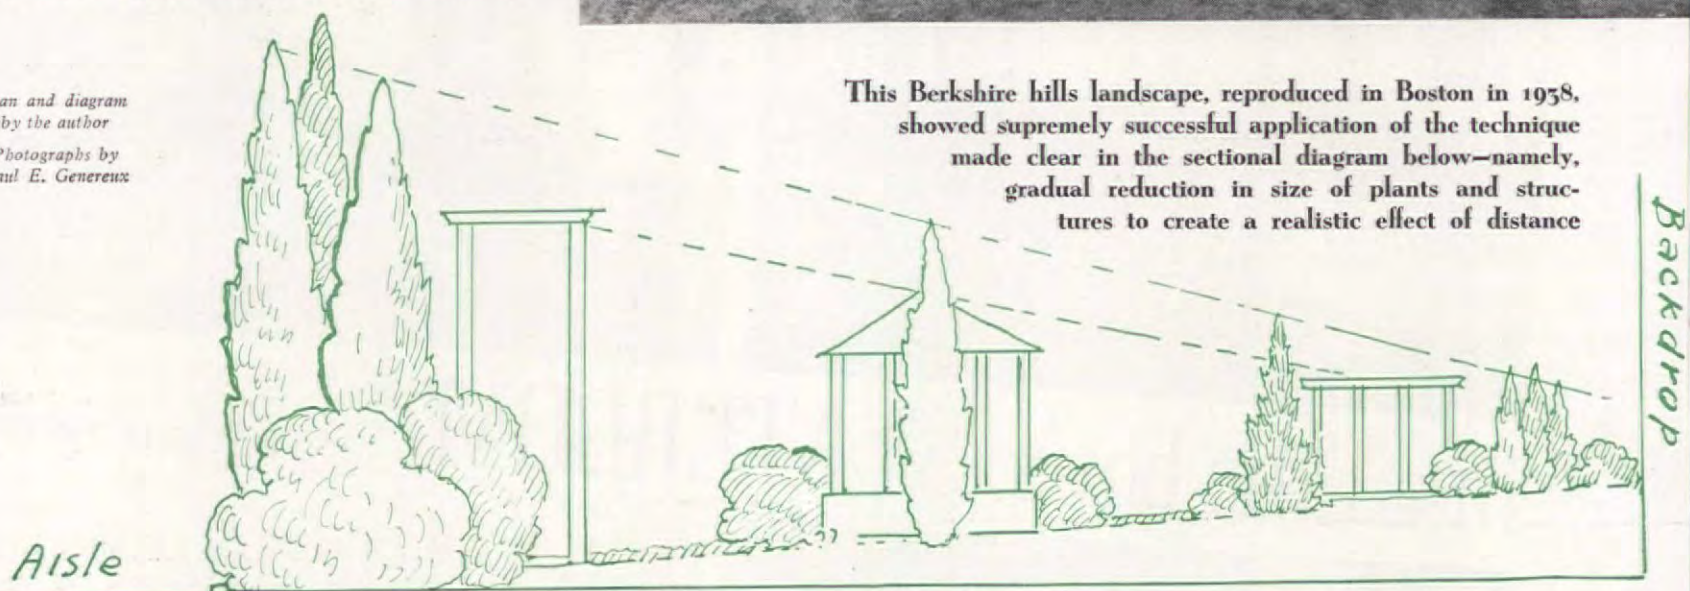 an and diagram
by the author
Photographs by
aul E. Genereux
This Berkshire hills landscape, reproduced in Boston in 1938,
showed supremely successful application of the technique
made clear in the sectional diagram below—namely,
gradual reduction in size of plants and struc-
tures to create a realistic effect of distance
Backdrop
Aisle